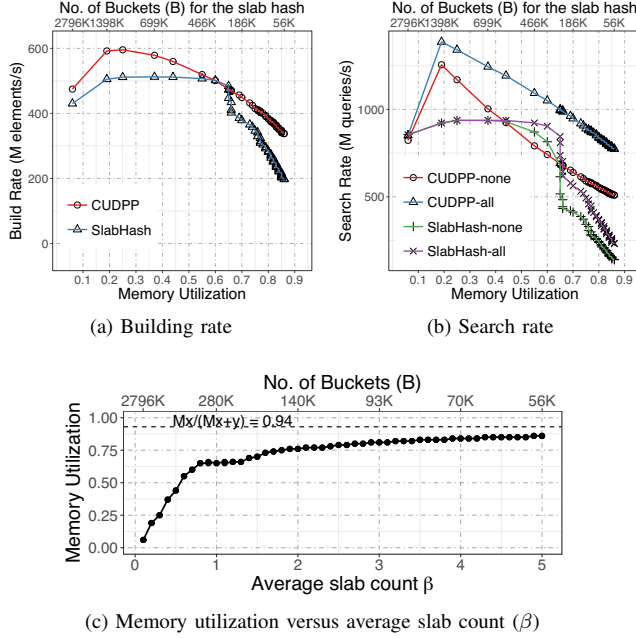 No. of Buckets (B) for the slab hash
2796K 1398K 699K 466K 186K 56K
Build Rate (M elements/s)
600
400
200
0
CUDPP
SlabHash
0.1 0.2 0.3 0.4 0.5 0.6 0.7 0.8 0.9
Memory Utilization
(a) Building rate
No. of Buckets (B) for the slab hash
2796K 1398K 699K 466K 186K 56K
Search Rate (M queries/s)
1000
500
CUDPP-none
CUDPP-all
SlabHash-none
SlabHash-all
0.1 0.2 0.3 0.4 0.5 0.6 0.7 0.8 0.9
Memory Utilization
(b) Search rate
No. of Buckets (B)
2796K 280K 140K 93K 70K 56K
Memory Utilization
1.00
0.75
0.50
0.25
0.00
Mx/(Mx+y) = 0.94
0 1 2 3 4 5
Average slab count β
(c) Memory utilization versus average slab count (β)